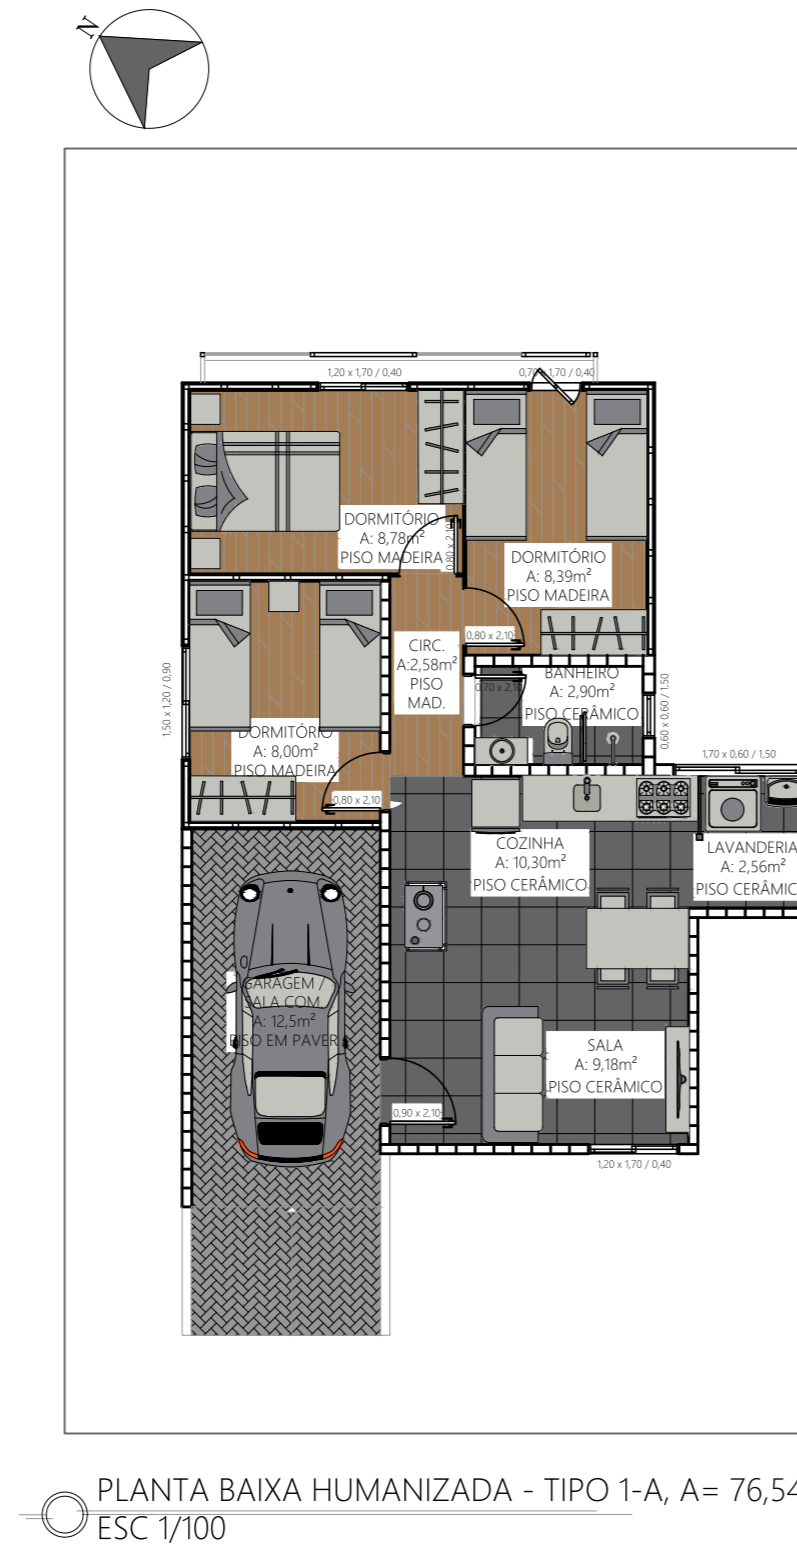 N
1,20 x 1,70 / 0,40
0,70 x 1,70 / 0,40
DORMITÓRIO
A: 8,78m²
PISO MADEIRA
0,80 x 2,10
DORMITÓRIO
A: 8,39m²
PISO MADEIRA
0,80 x 2,10
CIRC.
A:2,58m²
PISO
MAD.
1,50 x 1,20 / 0,90
BANHEIRO
A: 2,90m²
PISO CERÂMICO
0,70 x 2,10
0,60 x 0,60 / 1,50
DORMITÓRIO
A: 8,00m²
PISO MADEIRA
0,80 x 2,10
1,70 x 0,60 / 1,50
COZINHA
A: 10,30m²
PISO CERÂMICO
LAVANDERIA
A: 2,56m²
PISO CERÂMIC
GARAGEM /
SALA COM.
A: 12,5m²
PISO EM PAVER
SALA
A: 9,18m²
PISO CERÂMICO
0,90 x 2,10
1,20 x 1,70 / 0,40
PLANTA BAIXA HUMANIZADA - TIPO 1-A, A= 76,54
ESC 1/100